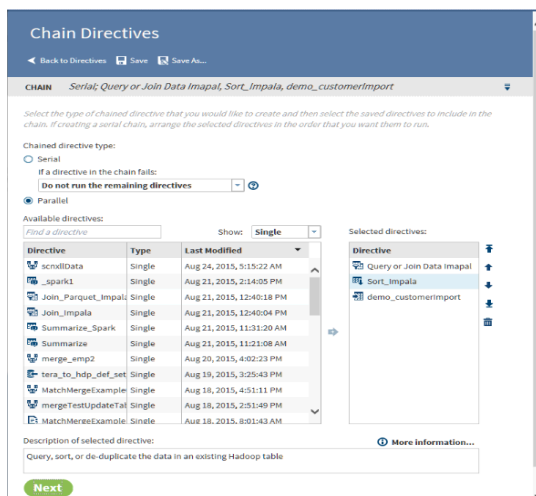 Chain Directives
Back to Directives Save Save As...
CHAIN Serial; Query or Join Data Imapal, Sort_Impala, demo_customerImport
Select the type of chained directive that you would like to create and then select the saved directives to include in the
chain. If creating a serial chain, arrange the selected directives in the order that you want them to run.
Chained directive type:
Serial
If a directive in the chain fails:
Do not run the remaining directives
Parallel
Available directives:
Find a directive Show: Single
Directive Type Last Modified
scnxllData Single Aug 24, 2015, 5:15:22 AM
_spark1 Single Aug 21, 2015, 2:14:05 PM
Join_Parquet_Impala Single Aug 21, 2015, 12:40:18 PM
Join_Impala Single Aug 21, 2015, 12:40:04 PM
Summarize_Spark Single Aug 21, 2015, 11:31:20 AM
Summarize Single Aug 21, 2015, 11:21:08 AM
merge_emp2 Single Aug 20, 2015, 4:02:23 PM
tera_to_hdp_def_set Single Aug 19, 2015, 3:25:43 PM
MatchMergeExample Single Aug 18, 2015, 4:51:11 PM
mergeTestUpdateTal Single Aug 18, 2015, 2:51:49 PM
MatchMergeExample Single Aug 18, 2015, 8:01:43 AM
Selected directives:
Directive
Query or Join Data Imapal
Sort_Impala
demo_customerImport
Description of selected directive:
More information...
Query, sort, or de-duplicate the data in an existing Hadoop table
Next